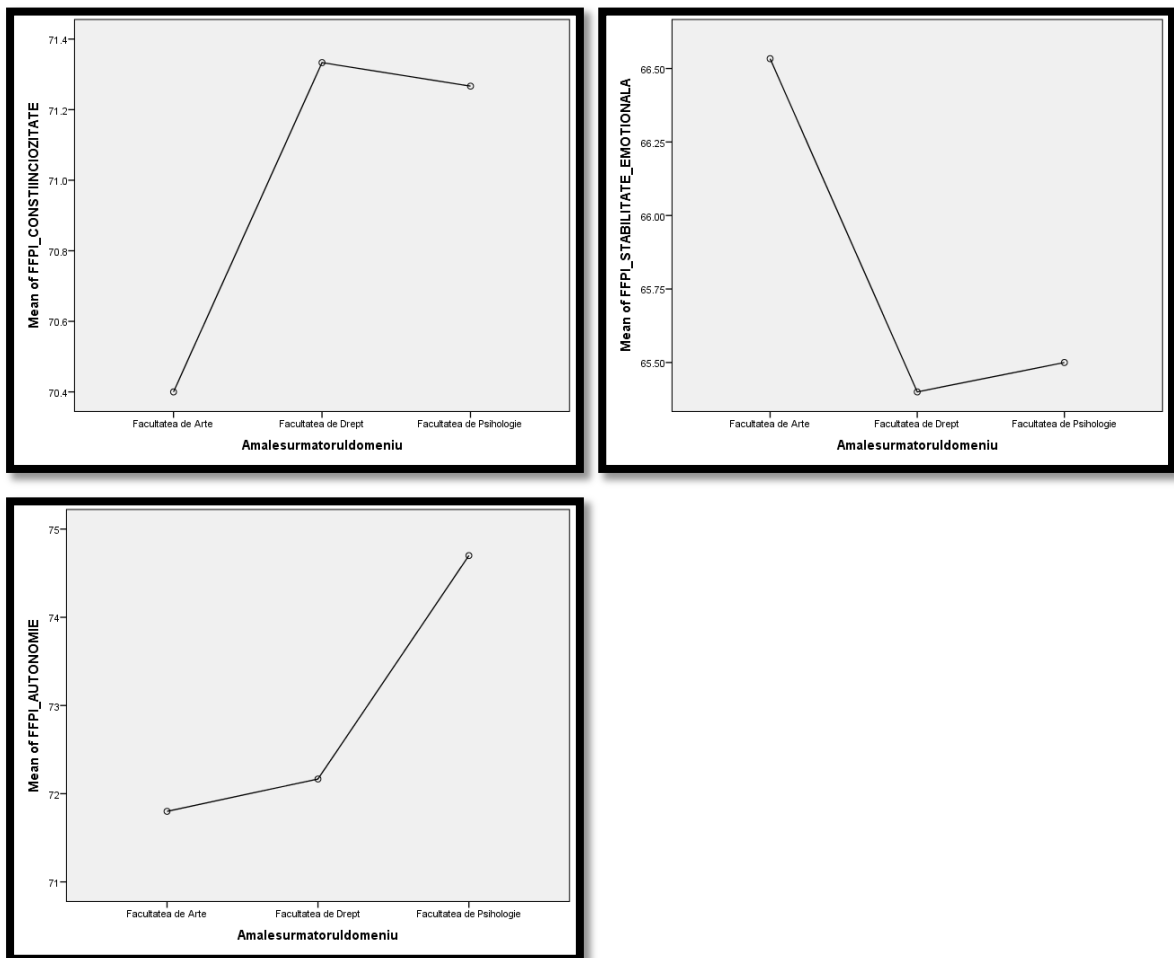 Mean of FFPI_CONSTIINCIOZITATE
71.4
71.2
71.0
70.8
70.6
70.4
Facultatea de Arte
Facultatea de Drept
Facultatea de Psihologie
Amalesurmatoruldomeniu
Mean of FFPI_STABILITATE_EMOTIONALA
66.50
66.25
66.00
65.75
65.50
Facultatea de Arte
Facultatea de Drept
Facultatea de Psihologie
Amalesurmatoruldomeniu
Mean of FFPI_AUTONOMIE
75
74
73
72
71
Facultatea de Arte
Facultatea de Drept
Facultatea de Psihologie
Amalesurmatoruldomeniu